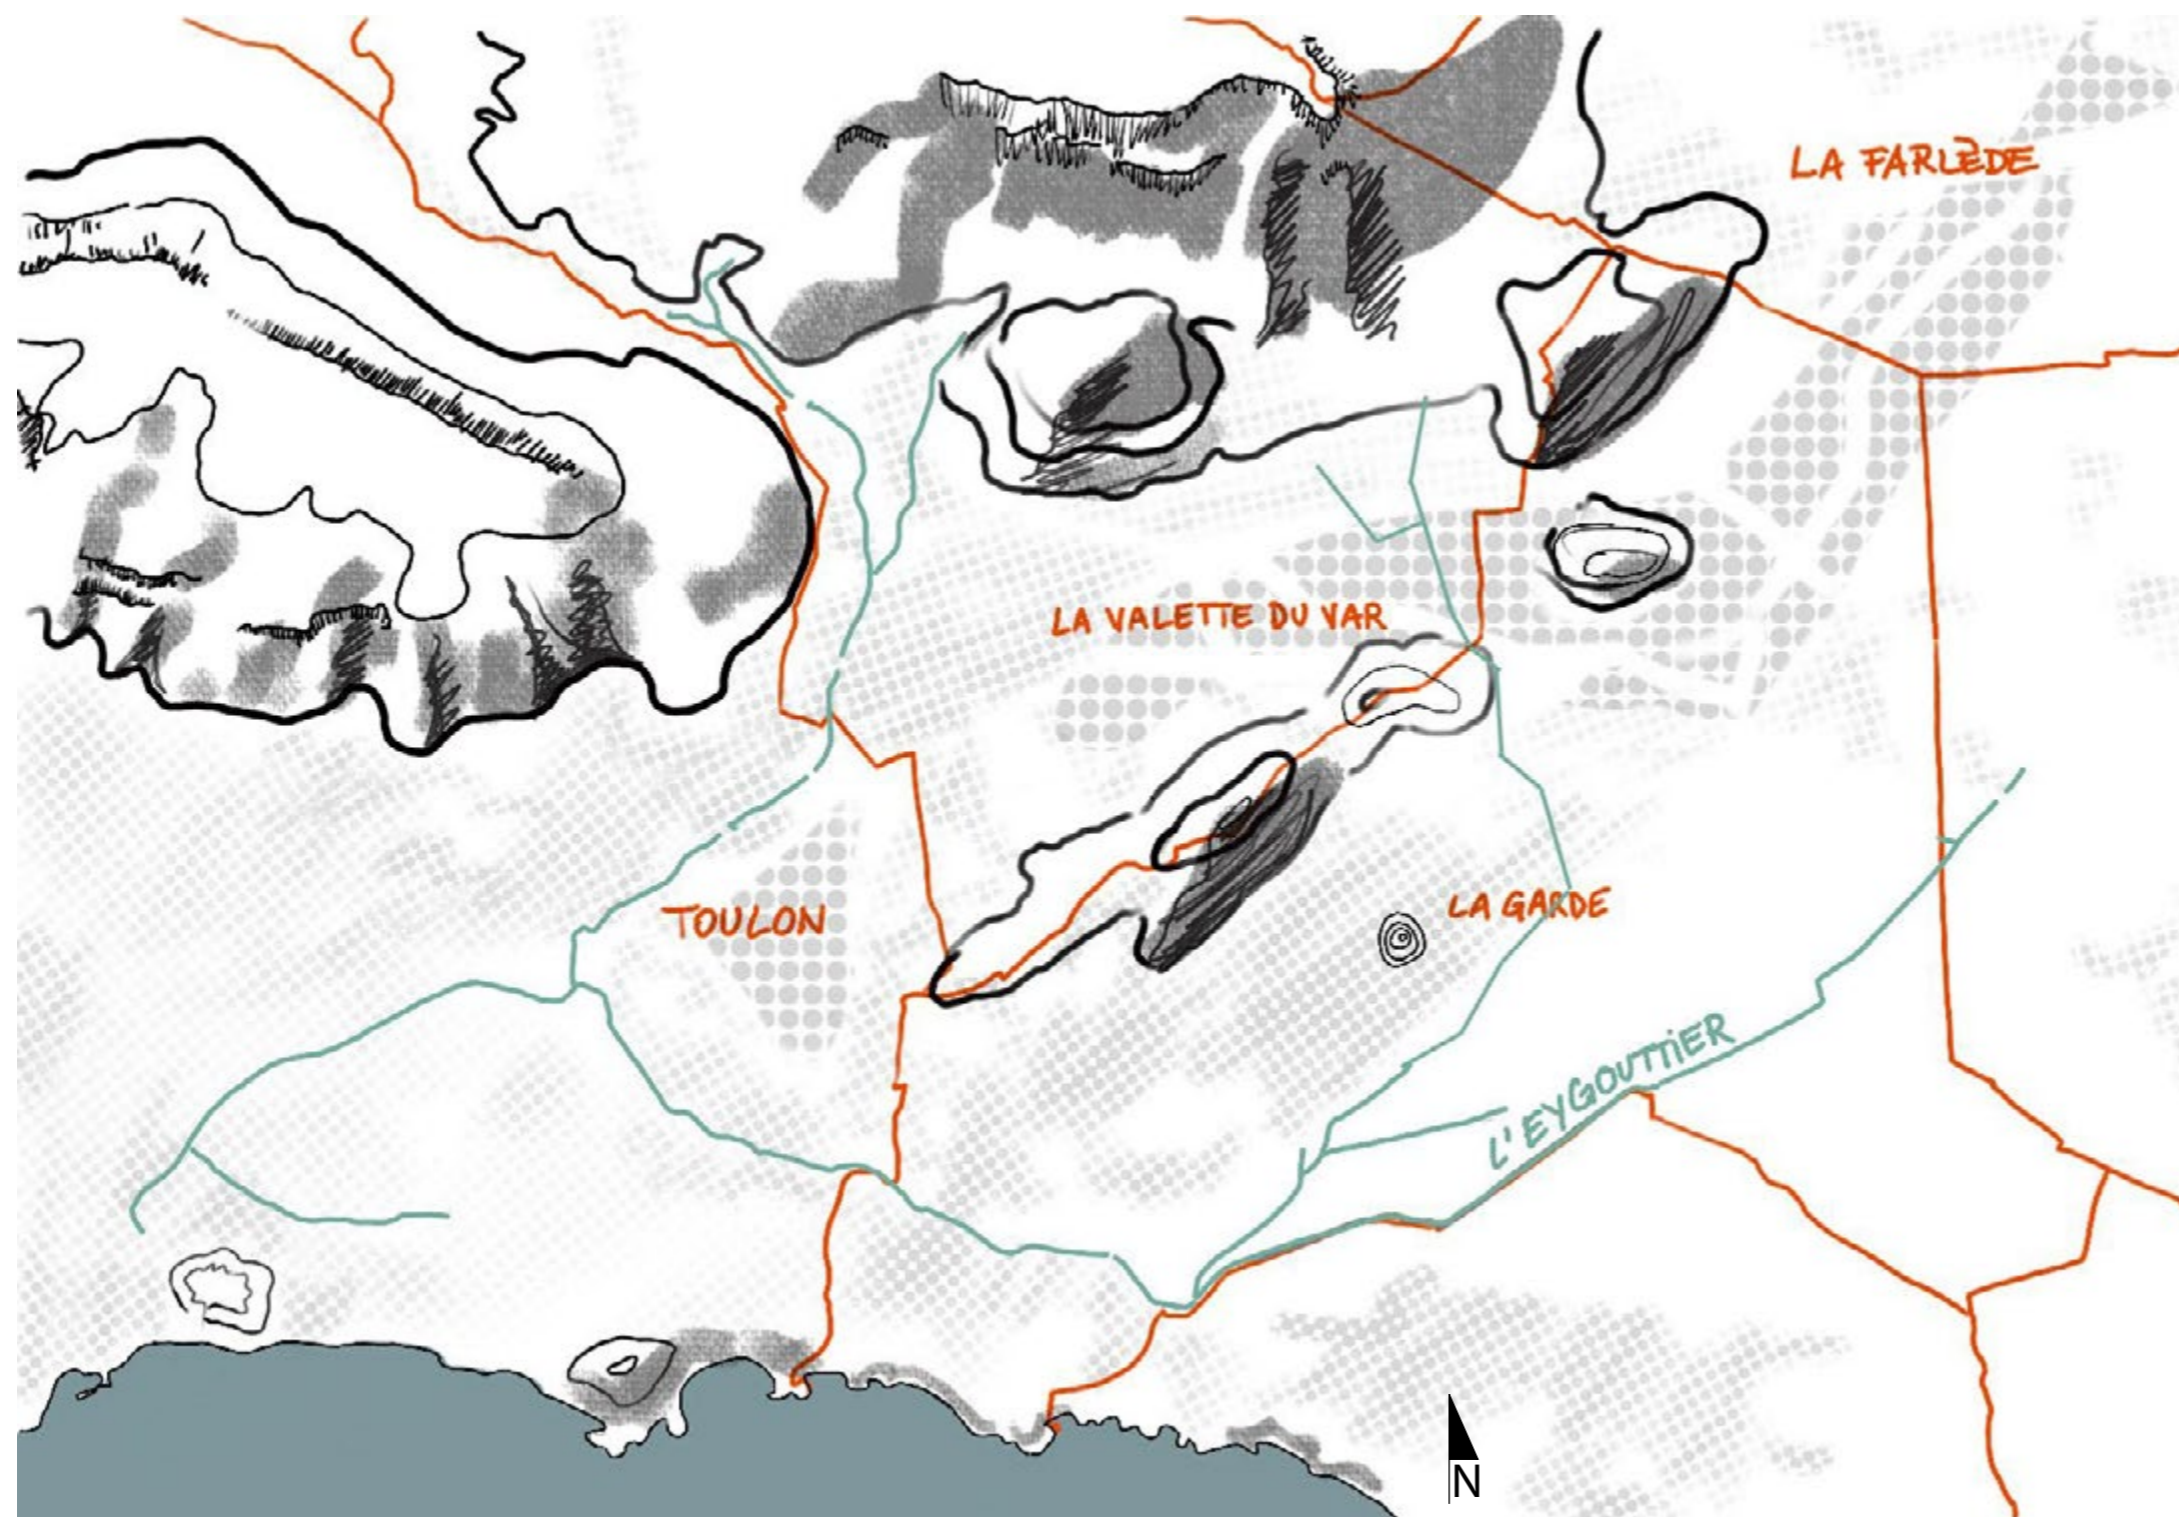 LA FARLÈDE
LA VALETTE DU VAR
TOULON
LA GARDE
L'EYGOUTTIER
N